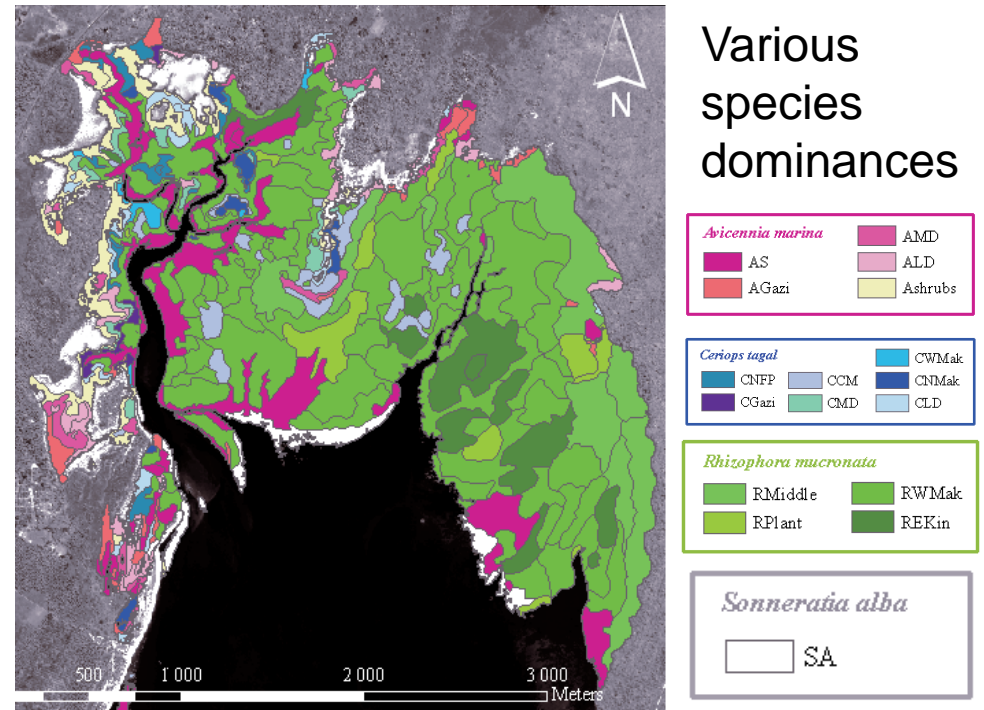 N
Various
species
dominances
Avicennia marina
AMD
AS
ALD
AGazi
Ashrubs
Ceriops tagal
CWMak
CNFP
CCM
CNMak
CGazi
CMD
CLD
Rhizophora mucronata
RMiddle
RWMak
RPlant
REKin
Sonneratia alba
SA
500 1 000 2 000 3 000
Meters